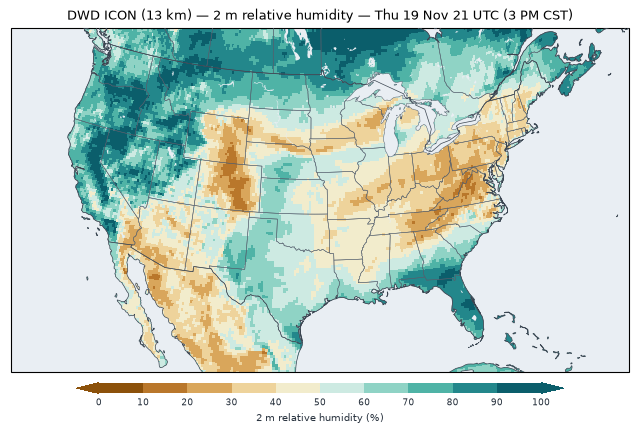 DWD ICON (13 km) — 2 m relative humidity — Thu 19 Nov 21 UTC (3 PM CST)
0 10 20 30 40 50 60 70 80 90 100
2 m relative humidity (%)